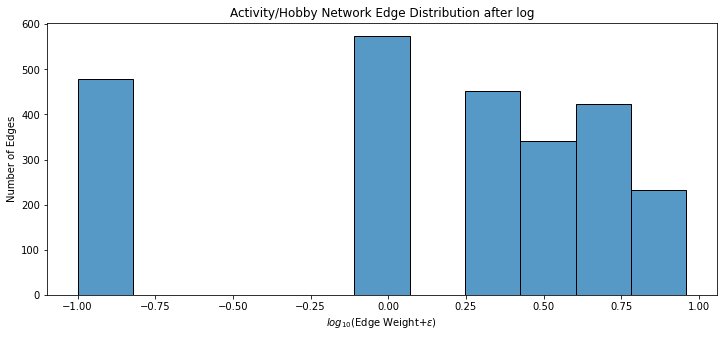 Activity/Hobby Network Edge Distribution after log
Number of Edges
600
500
400
300
200
100
0
−1.00 −0.75 −0.50 −0.25 0.00 0.25 0.50 0.75 1.00
log₁₀(Edge Weight+ε)